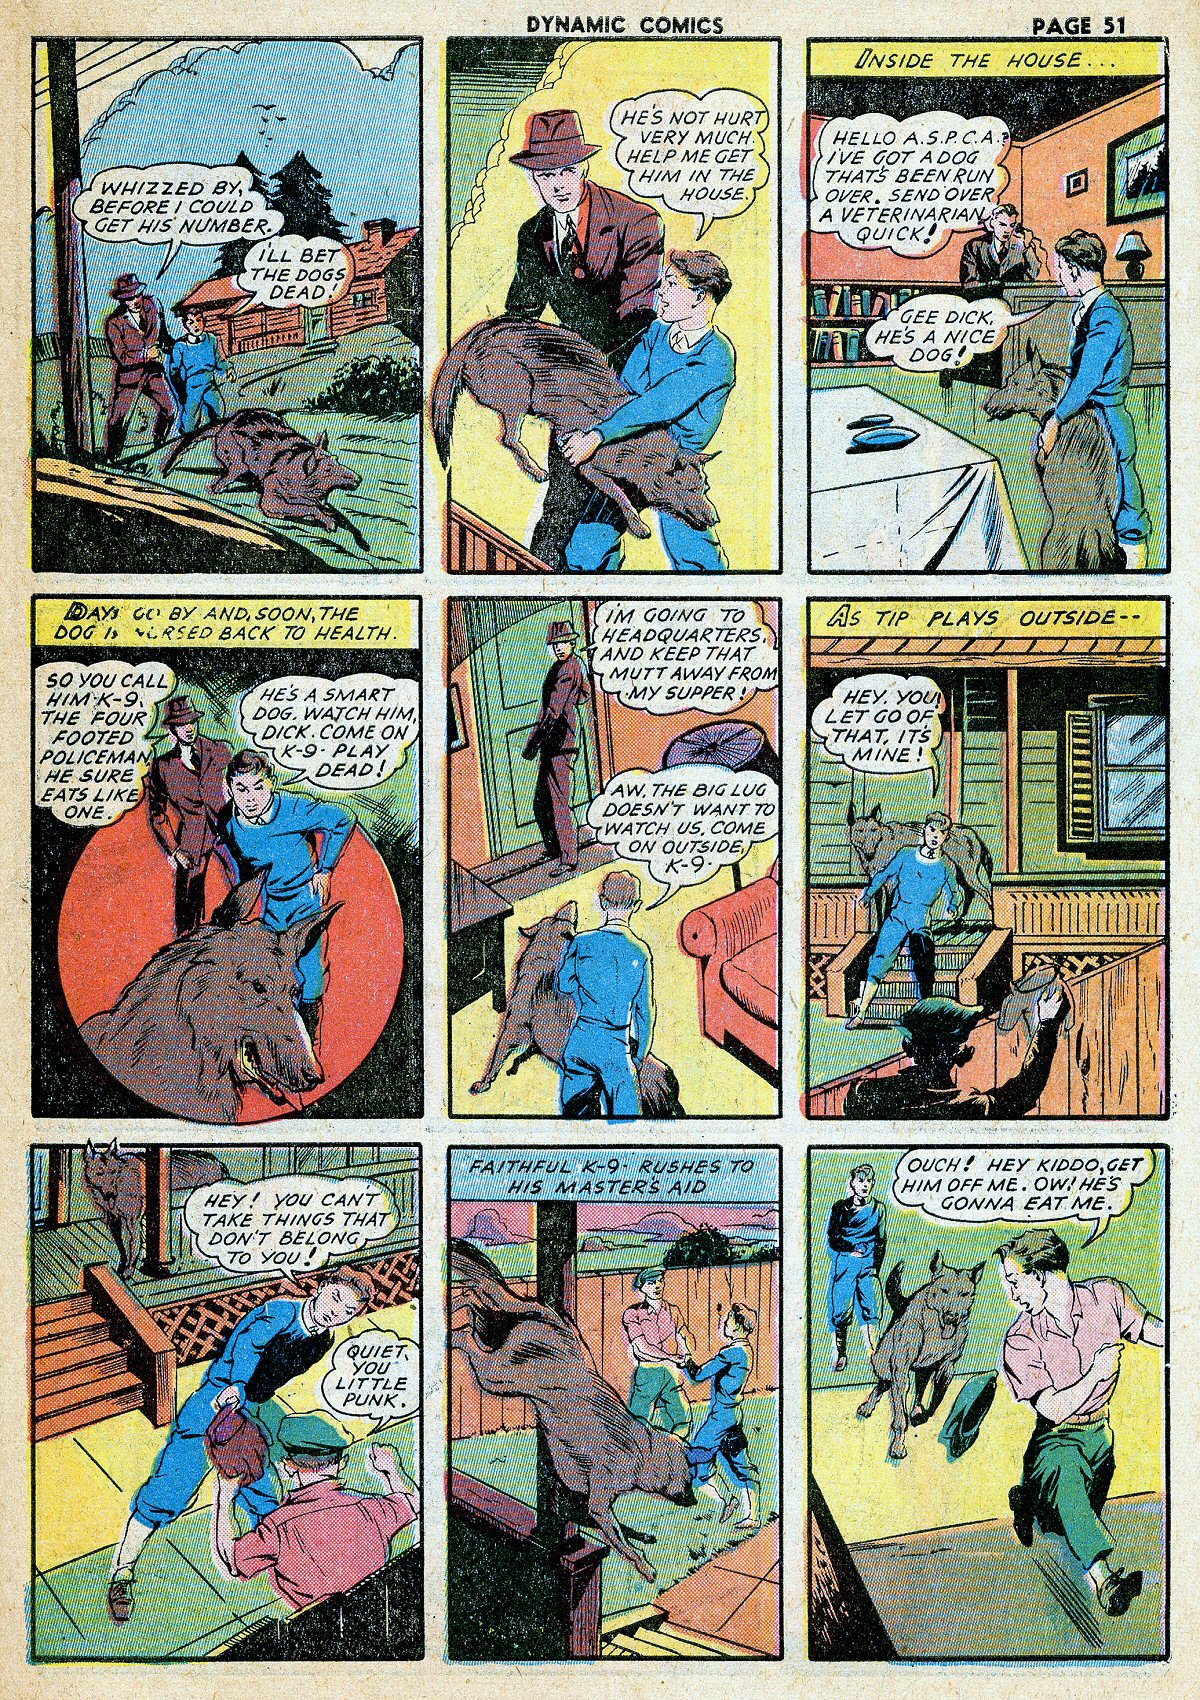 DYNAMIC COMICS
PAGE 51
WHIZZED BY,
BEFORE I COULD
GET HIS NUMBER.
I'LL BET
THE DOGS
DEAD!
HE'S NOT HURT
VERY MUCH.
HELP ME GET
HIM IN THE
HOUSE.
INSIDE THE HOUSE...
HELLO A.S.P.C.A.?
I'VE GOT A DOG
THAT'S BEEN RUN
OVER. SEND OVER
A VETERINARIAN
QUICK!
GEE DICK,
HE'S A NICE
DOG!
DAYS GO BY AND, SOON, THE
DOG IS NURSED BACK TO HEALTH.
SO YOU CALL
HIM K-9,
THE FOUR
FOOTED
POLICEMAN
HE SURE
EATS LIKE
ONE.
HE'S A SMART
DOG. WATCH HIM,
DICK. COME ON
K-9. PLAY
DEAD!
I'M GOING TO
HEADQUARTERS.
AND KEEP THAT
MUTT AWAY FROM
MY SUPPER!
AW, THE BIG LUG
DOESN'T WANT TO
WATCH US. COME
ON OUTSIDE,
K-9.
AS TIP PLAYS OUTSIDE--
HEY, YOU!
LET GO OF
THAT, IT'S
MINE!
HEY! YOU CAN'T
TAKE THINGS THAT
DON'T BELONG
TO YOU!
QUIET,
YOU
LITTLE
PUNK.
FAITHFUL K-9. RUSHES TO
HIS MASTER'S AID
OUCH! HEY KIDDO, GET
HIM OFF ME. OW! HE'S
GONNA EAT ME.